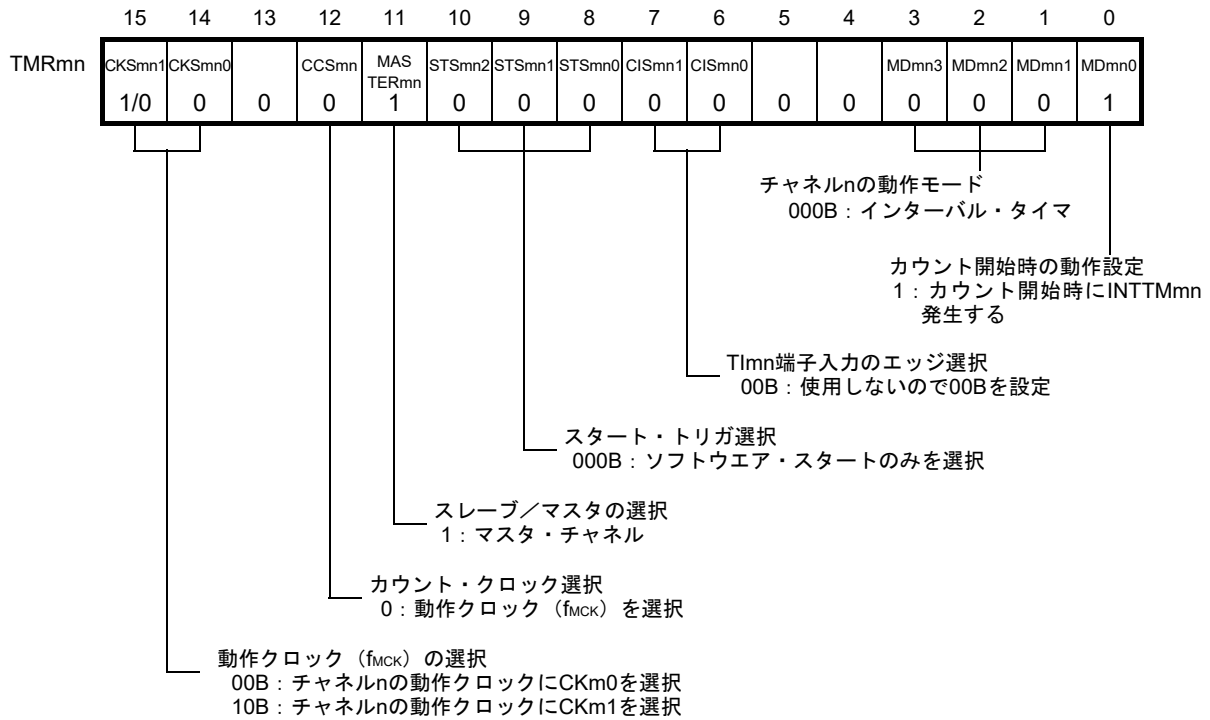 15 14 13 12 11 10 9 8 7 6 5 4 3 2 1 0
TMRmn
CKSmn1 CKSmn0 CCSmn MAS TERmn STSmn2 STSmn1 STSmn0 CISmn1 CISmn0 MDmn3 MDmn2 MDmn1 MDmn0
1/0 0 0 0 1 0 0 0 0 0 0 0 0 0 0 1
チャネルnの動作モード
000B：インターバル・タイマ
カウント開始時の動作設定
1：カウント開始時にINTTMmn
発生する
TImn端子入力のエッジ選択
00B：使用しないので00Bを設定
スタート・トリガ選択
000B：ソフトウエア・スタートのみを選択
スレーブ／マスタの選択
1：マスタ・チャネル
カウント・クロック選択
0：動作クロック（fMCK）を選択
動作クロック（fMCK）の選択
00B：チャネルnの動作クロックにCKm0を選択
10B：チャネルnの動作クロックにCKm1を選択